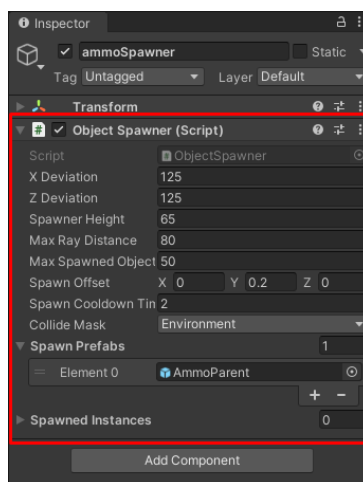 Inspector
ammoSpawner Static
Tag Untagged Layer Default
Transform
# Object Spawner (Script)
Script ObjectSpawner
X Deviation 125
Z Deviation 125
Spawner Height 65
Max Ray Distance 80
Max Spawned Object 50
Spawn Offset X 0 Y 0.2 Z 0
Spawn Cooldown Tin 2
Collide Mask Environment
Spawn Prefabs 1
Element 0 AmmoParent
+ -
Spawned Instances 0
Add Component